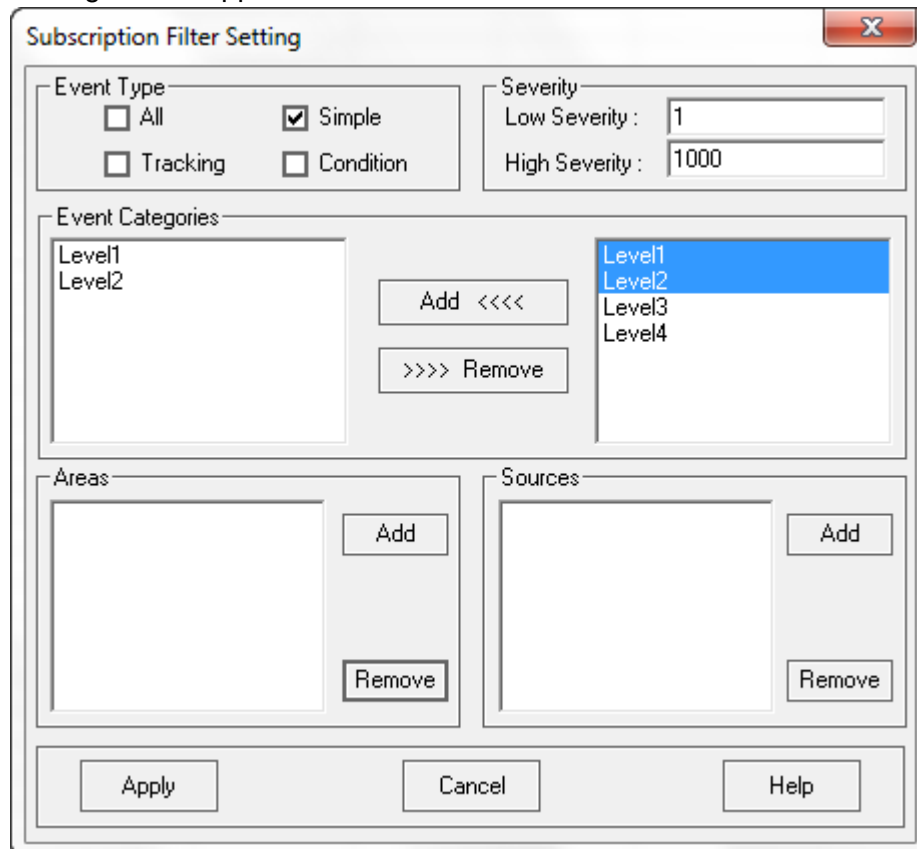 Subscription Filter Setting
Event Type
All
Simple
Tracking
Condition
Severity
Low Severity : 1
High Severity : 1000
Event Categories
Level1
Level2
Add <<<<
>>>> Remove
Level1
Level2
Level3
Level4
Areas
Add
Remove
Sources
Add
Remove
Apply
Cancel
Help